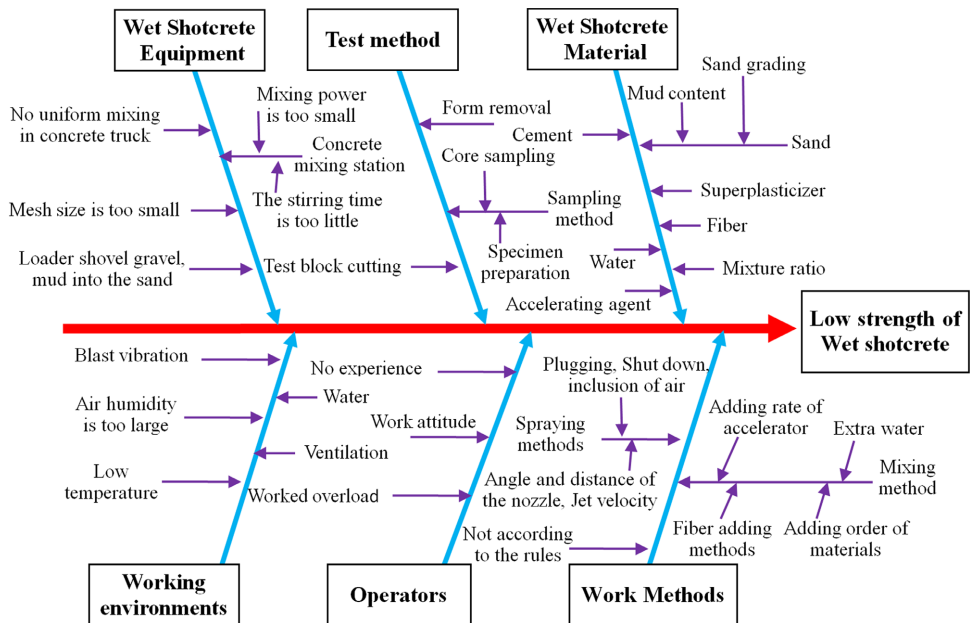 Wet Shotcrete
Equipment
Test method
Wet Shotcrete
Material
No uniform mixing
in concrete truck
Mixing power
is too small
Concrete
mixing station
The stirring time
is too little
Mesh size is too small
Loader shovel gravel,
mud into the sand
Form removal
Core sampling
Sampling
method
Specimen
preparation
Test block cutting
Sand grading
Mud content
Cement
Sand
Superplasticizer
Fiber
Water
Mixture ratio
Accelerating agent
Low strength of
Wet shotcrete
Blast vibration
Water
Air humidity
is too large
Ventilation
Low
temperature
No experience
Work attitude
Worked overload
Plugging, Shut down,
inclusion of air
Spraying
methods
Angle and distance of
the nozzle, Jet velocity
Adding rate of
accelerator
Extra water
Mixing
method
Fiber adding
methods
Adding order of
materials
Not according
to the rules
Working
environments
Operators
Work Methods